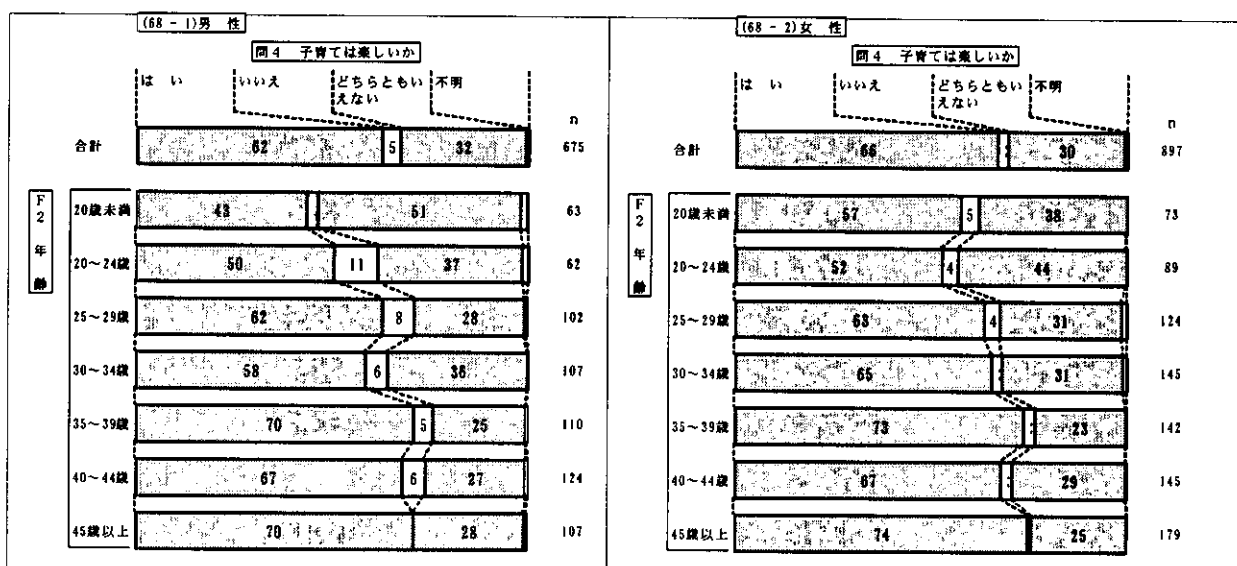 (68 - 1)男 性
問4 子育ては楽しいか
は い いいえ どちらともいえない 不明
n
合計 62 5 32 675
F2 年齢
20歳未満 43 51 63
20~24歳 50 11 37 62
25~29歳 62 8 28 102
30~34歳 58 6 36 107
35~39歳 70 5 25 110
40~44歳 67 6 27 124
45歳以上 70 28 107
(68 - 2)女 性
問4 子育ては楽しいか
は い いいえ どちらともいえない 不明
n
合計 66 30 897
F2 年齢
20歳未満 57 5 38 73
20~24歳 52 4 44 89
25~29歳 63 4 31 124
30~34歳 65 31 145
35~39歳 73 23 142
40~44歳 67 29 145
45歳以上 74 25 179